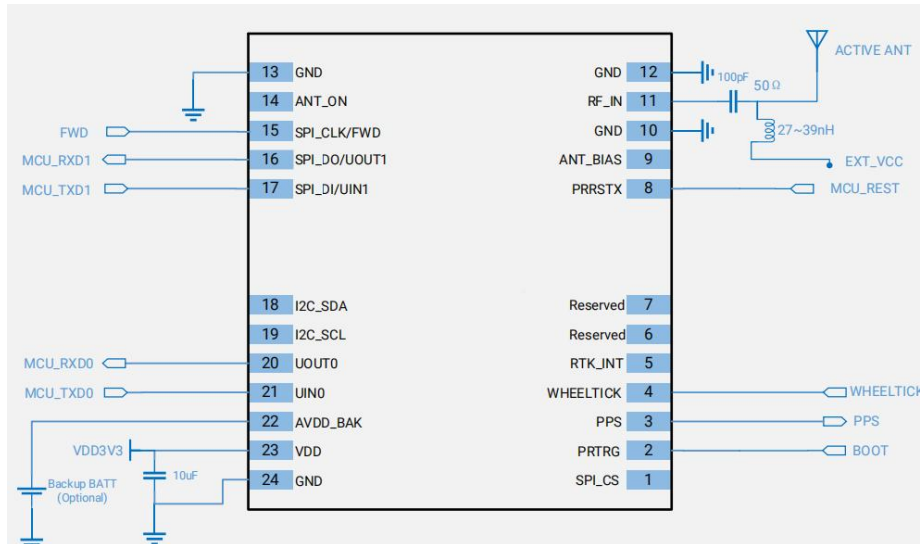 ACTIVE ANT
13 GND
GND 12
100pF
50Ω
14 ANT_ON
RF_IN 11
FWD
15 SPI_CLK/FWD
GND 10
27~39nH
MCU_RXD1
16 SPI_DO/UOUT1
ANT_BIAS 9
EXT_VCC
MCU_TXD1
17 SPI_DI/UIN1
PRRSTX 8
MCU_REST
18 I2C_SDA
Reserved 7
19 I2C_SCL
Reserved 6
MCU_RXD0
20 UOUT0
RTK_INT 5
MCU_TXD0
21 UIN0
WHEELTICK 4
WHEELTICK
22 AVDD_BAK
PPS 3
PPS
VDD3V3
23 VDD
PRTRG 2
BOOT
10uF
24 GND
SPI_CS 1
Backup BATT
(Optional)